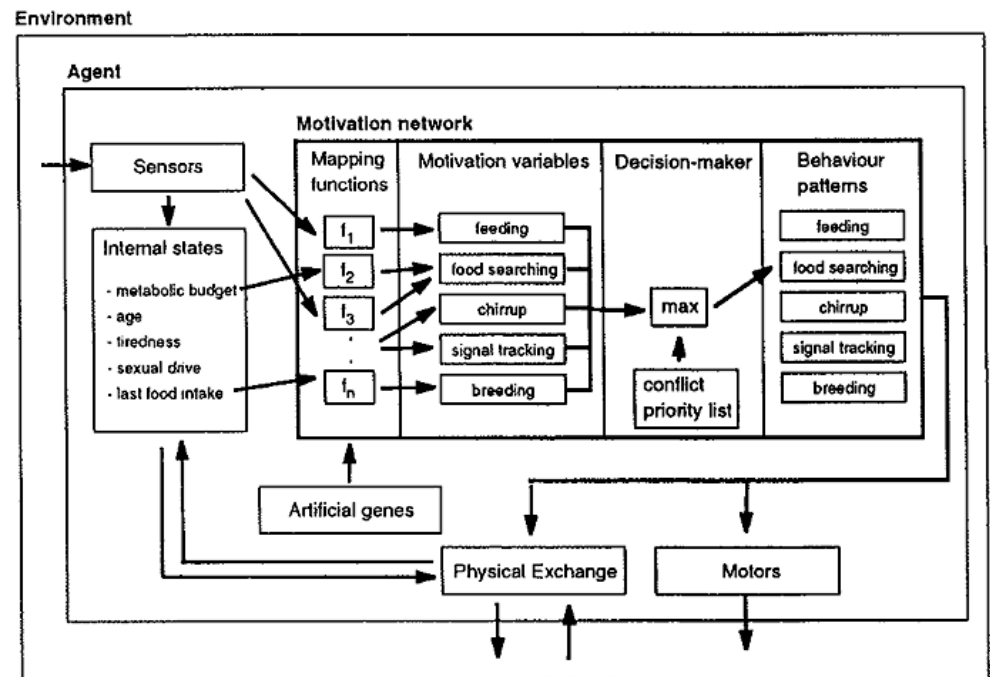 Environment
Agent
Motivation network
Sensors
Mapping
functions
Motivation variables
Decision-maker
Behaviour
patterns
Internal states
- metabolic budget
- age
- tiredness
- sexual drive
- last food intake
f1
f2
f3
.
.
fn
feeding
food searching
chirrup
signal tracking
breeding
max
conflict
priority list
feeding
food searching
chirrup
signal tracking
breeding
Artificial genes
Physical Exchange
Motors